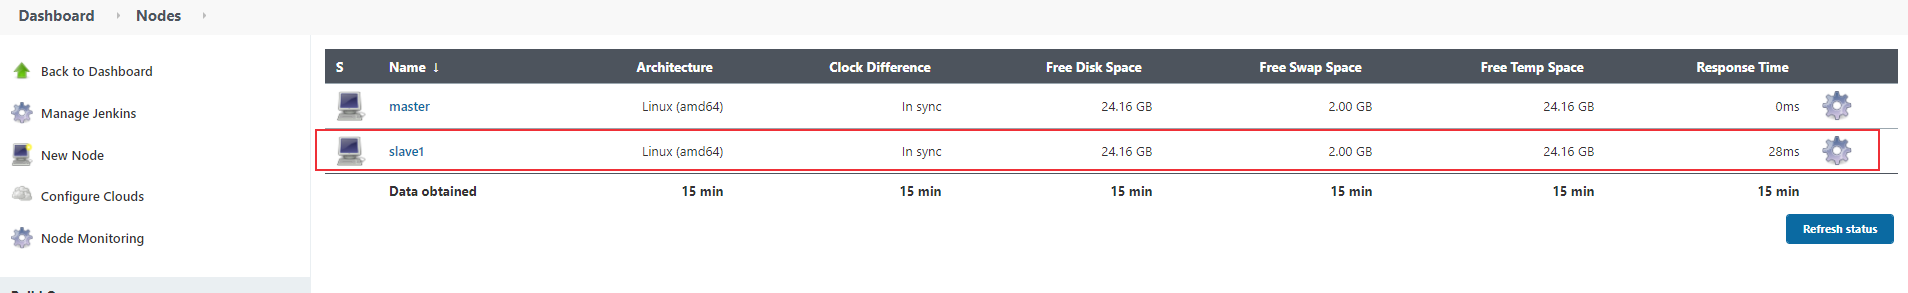 Dashboard Nodes
Back to Dashboard
Manage Jenkins
New Node
Configure Clouds
Node Monitoring
S Name ↓ Architecture Clock Difference Free Disk Space Free Swap Space Free Temp Space Response Time
master Linux (amd64) In sync 24.16 GB 2.00 GB 24.16 GB 0ms
slave1 Linux (amd64) In sync 24.16 GB 2.00 GB 24.16 GB 28ms
Data obtained 15 min 15 min 15 min 15 min 15 min 15 min
Refresh status